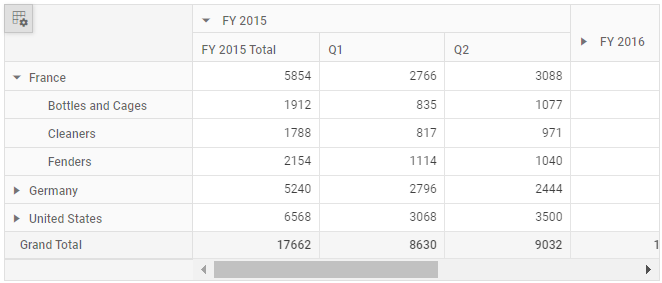 FY 2015
FY 2015 Total Q1 Q2 FY 2016
France 5854 2766 3088
Bottles and Cages 1912 835 1077
Cleaners 1788 817 971
Fenders 2154 1114 1040
Germany 5240 2796 2444
United States 6568 3068 3500
Grand Total 17662 8630 9032 1